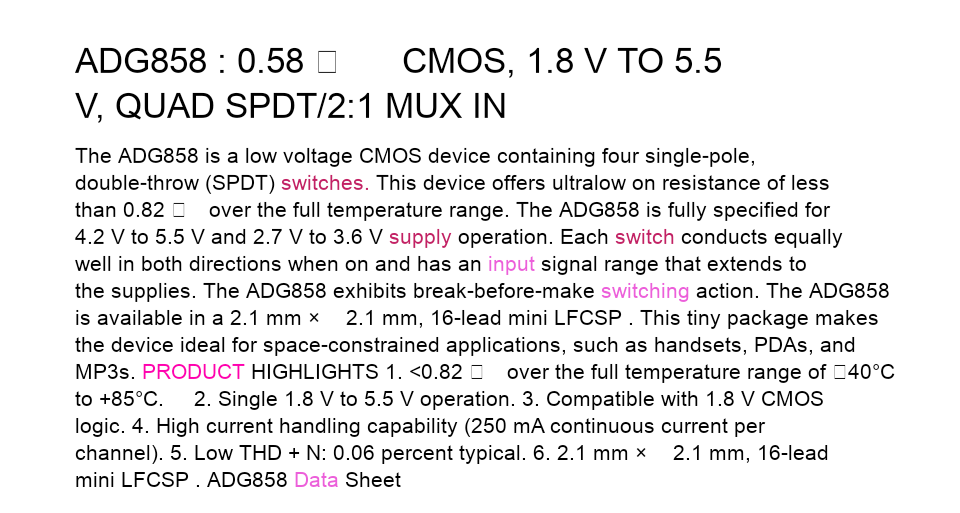 ADG858 : 0.58 □ CMOS, 1.8 V TO 5.5
V, QUAD SPDT/2:1 MUX IN
The ADG858 is a low voltage CMOS device containing four single-pole,
double-throw (SPDT) switches. This device offers ultralow on resistance of less
than 0.82 □ over the full temperature range. The ADG858 is fully specified for
4.2 V to 5.5 V and 2.7 V to 3.6 V supply operation. Each switch conducts equally
well in both directions when on and has an input signal range that extends to
the supplies. The ADG858 exhibits break-before-make switching action. The ADG858
is available in a 2.1 mm × 2.1 mm, 16-lead mini LFCSP . This tiny package makes
the device ideal for space-constrained applications, such as handsets, PDAs, and
MP3s. PRODUCT HIGHLIGHTS 1. <0.82 □ over the full temperature range of □40°C
to +85°C. 2. Single 1.8 V to 5.5 V operation. 3. Compatible with 1.8 V CMOS
logic. 4. High current handling capability (250 mA continuous current per
channel). 5. Low THD + N: 0.06 percent typical. 6. 2.1 mm × 2.1 mm, 16-lead
mini LFCSP . ADG858 Data Sheet